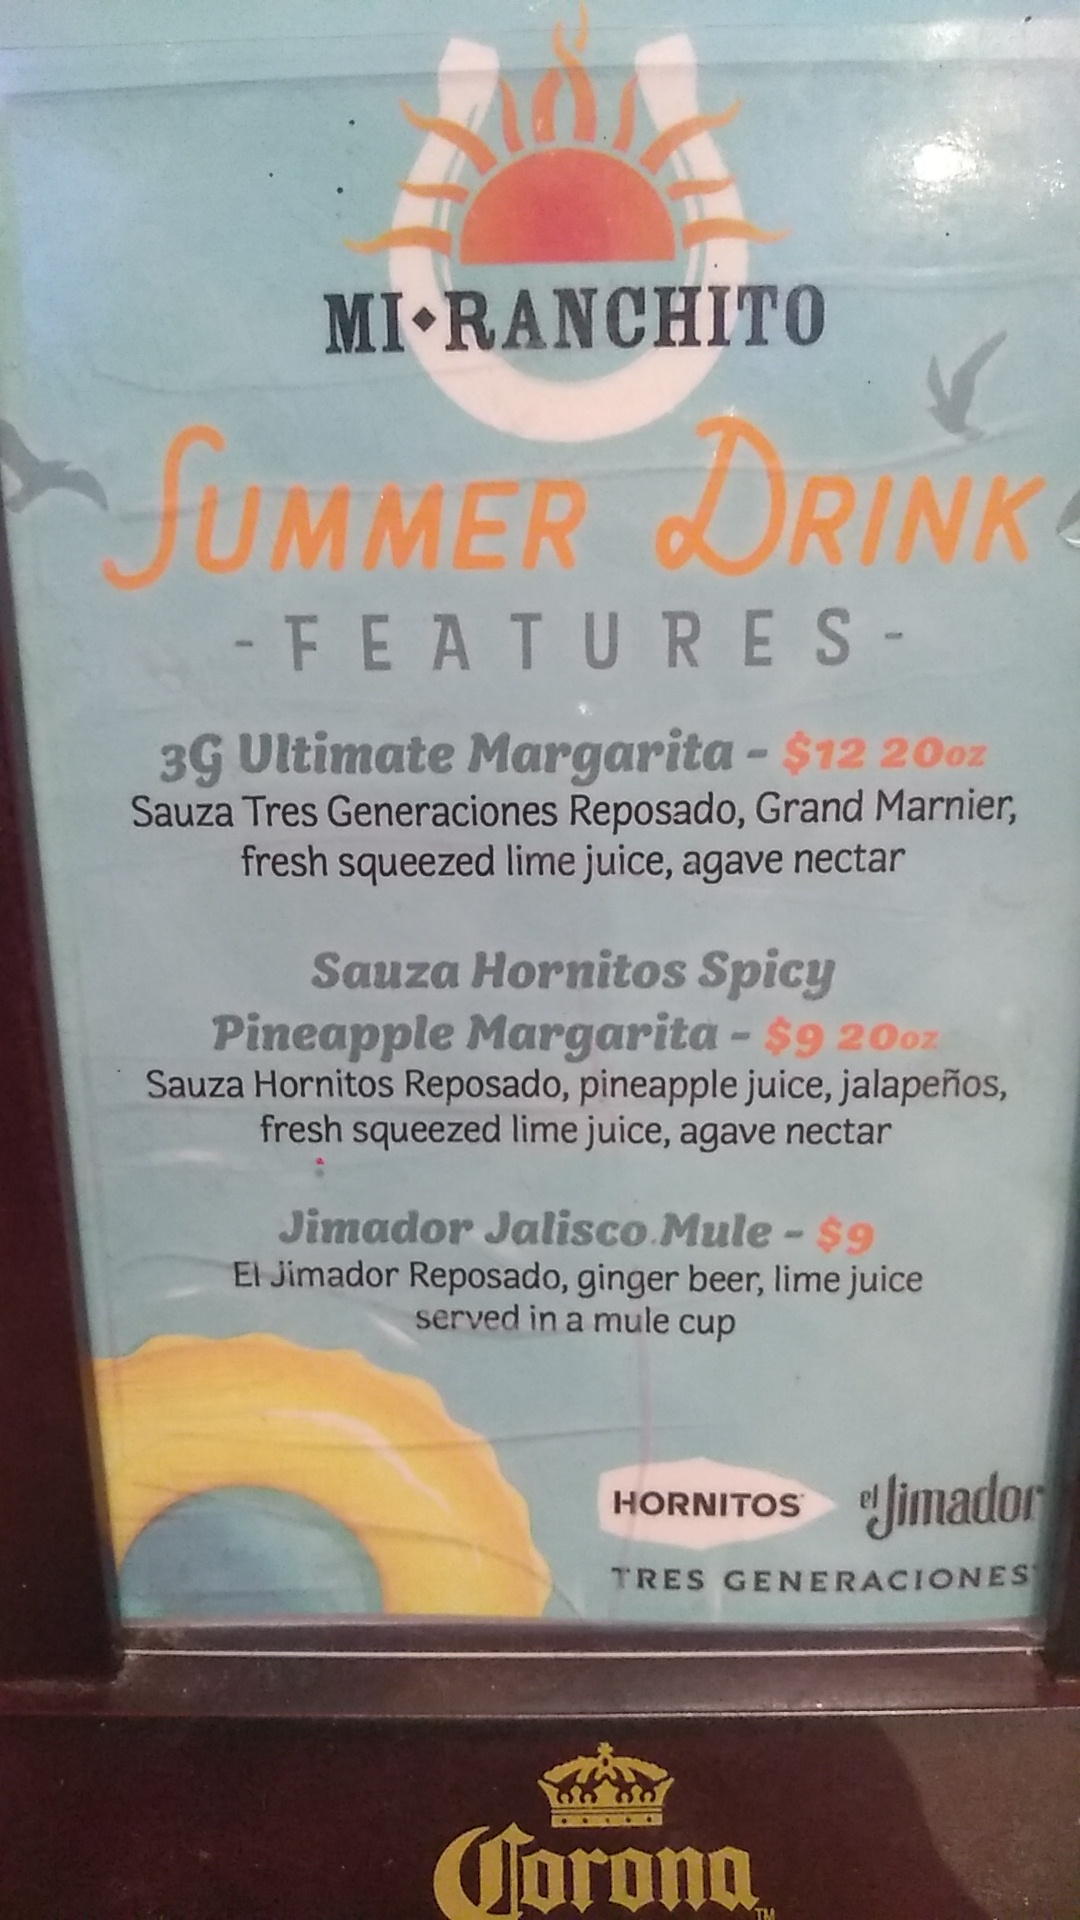 MI◆RANCHITO
SUMMER DRINK
- FEATURES -
3G Ultimate Margarita - $12 20oz
Sauza Tres Generaciones Reposado, Grand Marnier,
fresh squeezed lime juice, agave nectar
Sauza Hornitos Spicy
Pineapple Margarita - $9 20oz
Sauza Hornitos Reposado, pineapple juice, jalapeños,
fresh squeezed lime juice, agave nectar
Jimador Jalisco Mule - $9
El Jimador Reposado, ginger beer, lime juice
served in a mule cup
HORNITOS el Jimador
TRES GENERACIONES
Corona TM